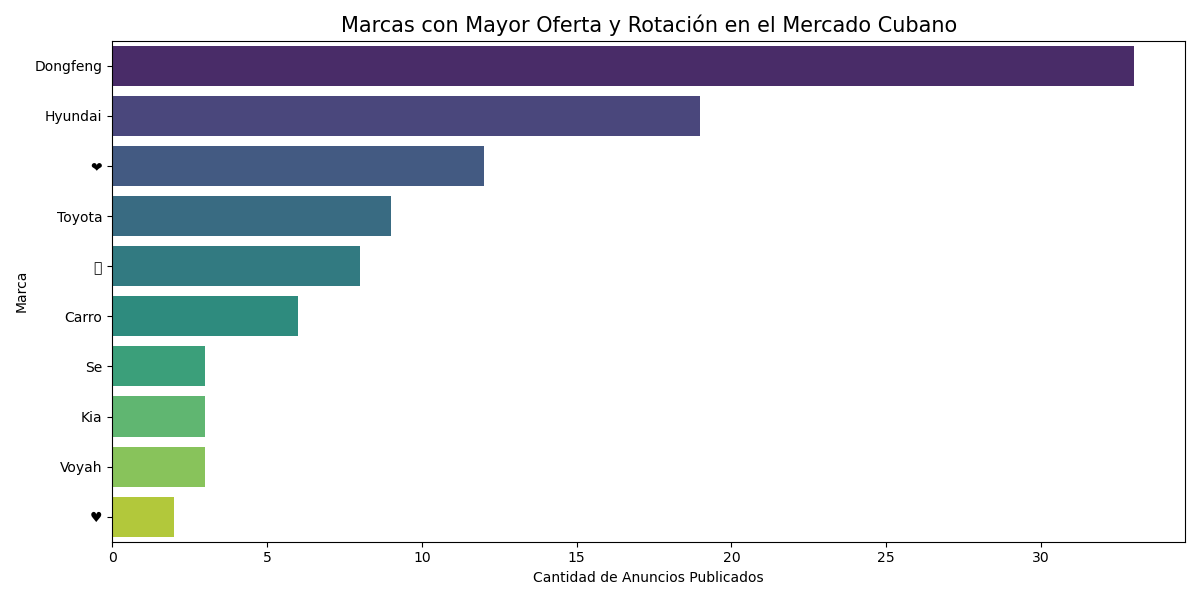 Marcas con Mayor Oferta y Rotación en el Mercado Cubano
Marca
Dongfeng
Hyundai
❤
Toyota
Carro
Se
Kia
Voyah
♥
0 5 10 15 20 25 30
Cantidad de Anuncios Publicados